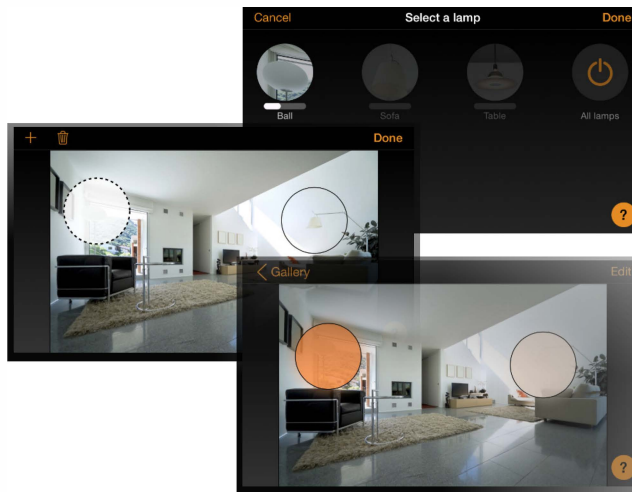 Cancel Select a lamp Done
Ball Sofa Table All lamps
?
+ Done
< Gallery Edit
?